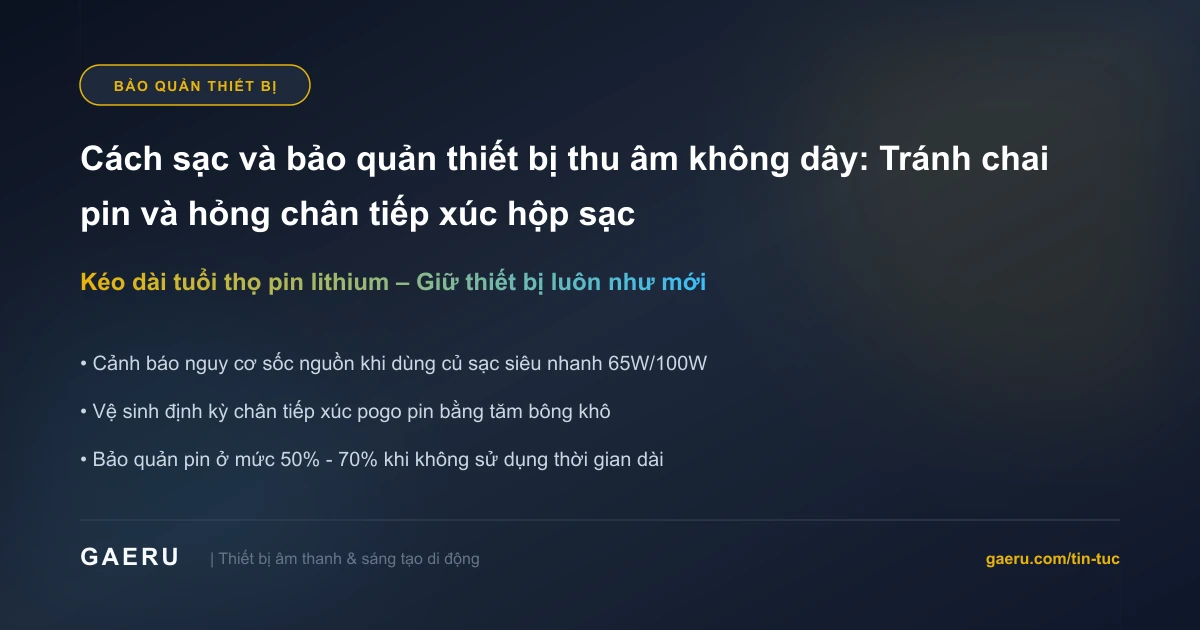 BẢO QUẢN THIẾT BỊ
Cách sạc và bảo quản thiết bị thu âm không dây: Tránh chai
pin và hỏng chân tiếp xúc hộp sạc
Kéo dài tuổi thọ pin lithium – Giữ thiết bị luôn như mới
• Cảnh báo nguy cơ sốc nguồn khi dùng củ sạc siêu nhanh 65W/100W
• Vệ sinh định kỳ chân tiếp xúc pogo pin bằng tăm bông khô
• Bảo quản pin ở mức 50% - 70% khi không sử dụng thời gian dài
GAERU | Thiết bị âm thanh & sáng tạo di động gaeru.com/tin-tuc